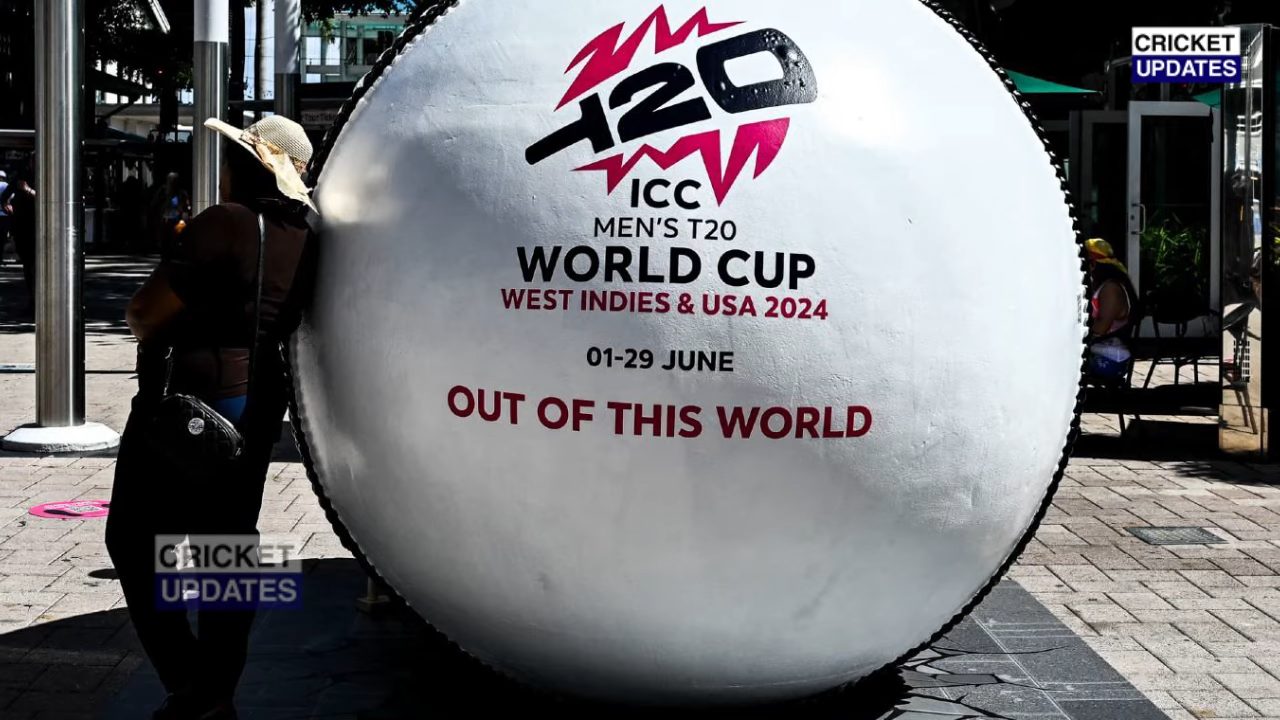 CRICKET
UPDATES
T20
ICC
MEN'S T20
WORLD CUP
WEST INDIES & USA 2024
01-29 JUNE
OUT OF THIS WORLD
CRICKET
UPDATES